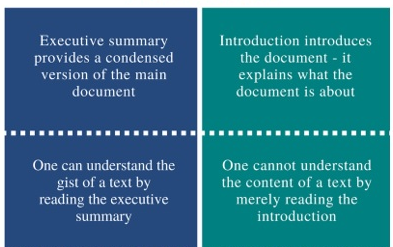 Executive summary
provides a condensed
version of the main
document
Introduction introduces
the document - it
explains what the
document is about
One can understand the
gist of a text by
reading the executive
summary
One cannot understand
the content of a text by
merely reading the
introduction